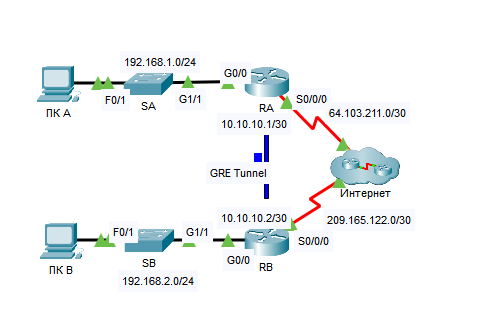 192.168.1.0/24
G0/0
ПК A
F0/1
SA
G1/1
RA
S0/0/0
64.103.211.0/30
10.10.10.1/30
GRE Tunnel
Интернет
10.10.10.2/30
209.165.122.0/30
F0/1
G1/1
S0/0/0
ПК B
SB
G0/0
RB
192.168.2.0/24